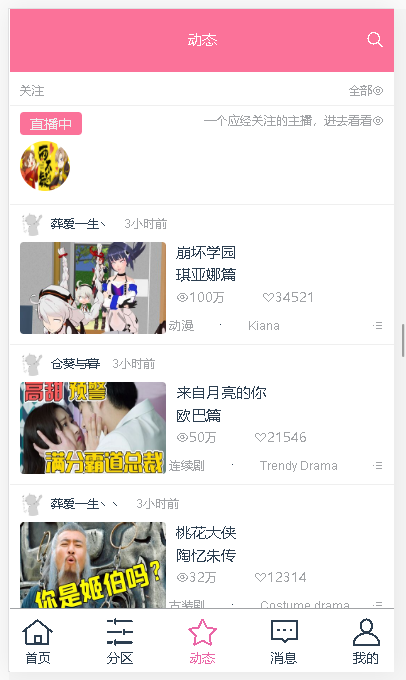 动态
关注 全部
直播中 一个应经关注的主播，进去看看
葬爱一生丶 3小时前
崩坏学园
琪亚娜篇
100万 34521
动漫 · Kiana
仓葵与暮 3小时前
高甜预警
满分霸道总裁
来自月亮的你
欧巴篇
50万 21546
连续剧 · Trendy Drama
葬爱一生丶丶 3小时前
你是姬伯吗?
桃花大侠
陶忆朱传
32万 12314
古装剧 · Costume drama
首页 分区 动态 消息 我的